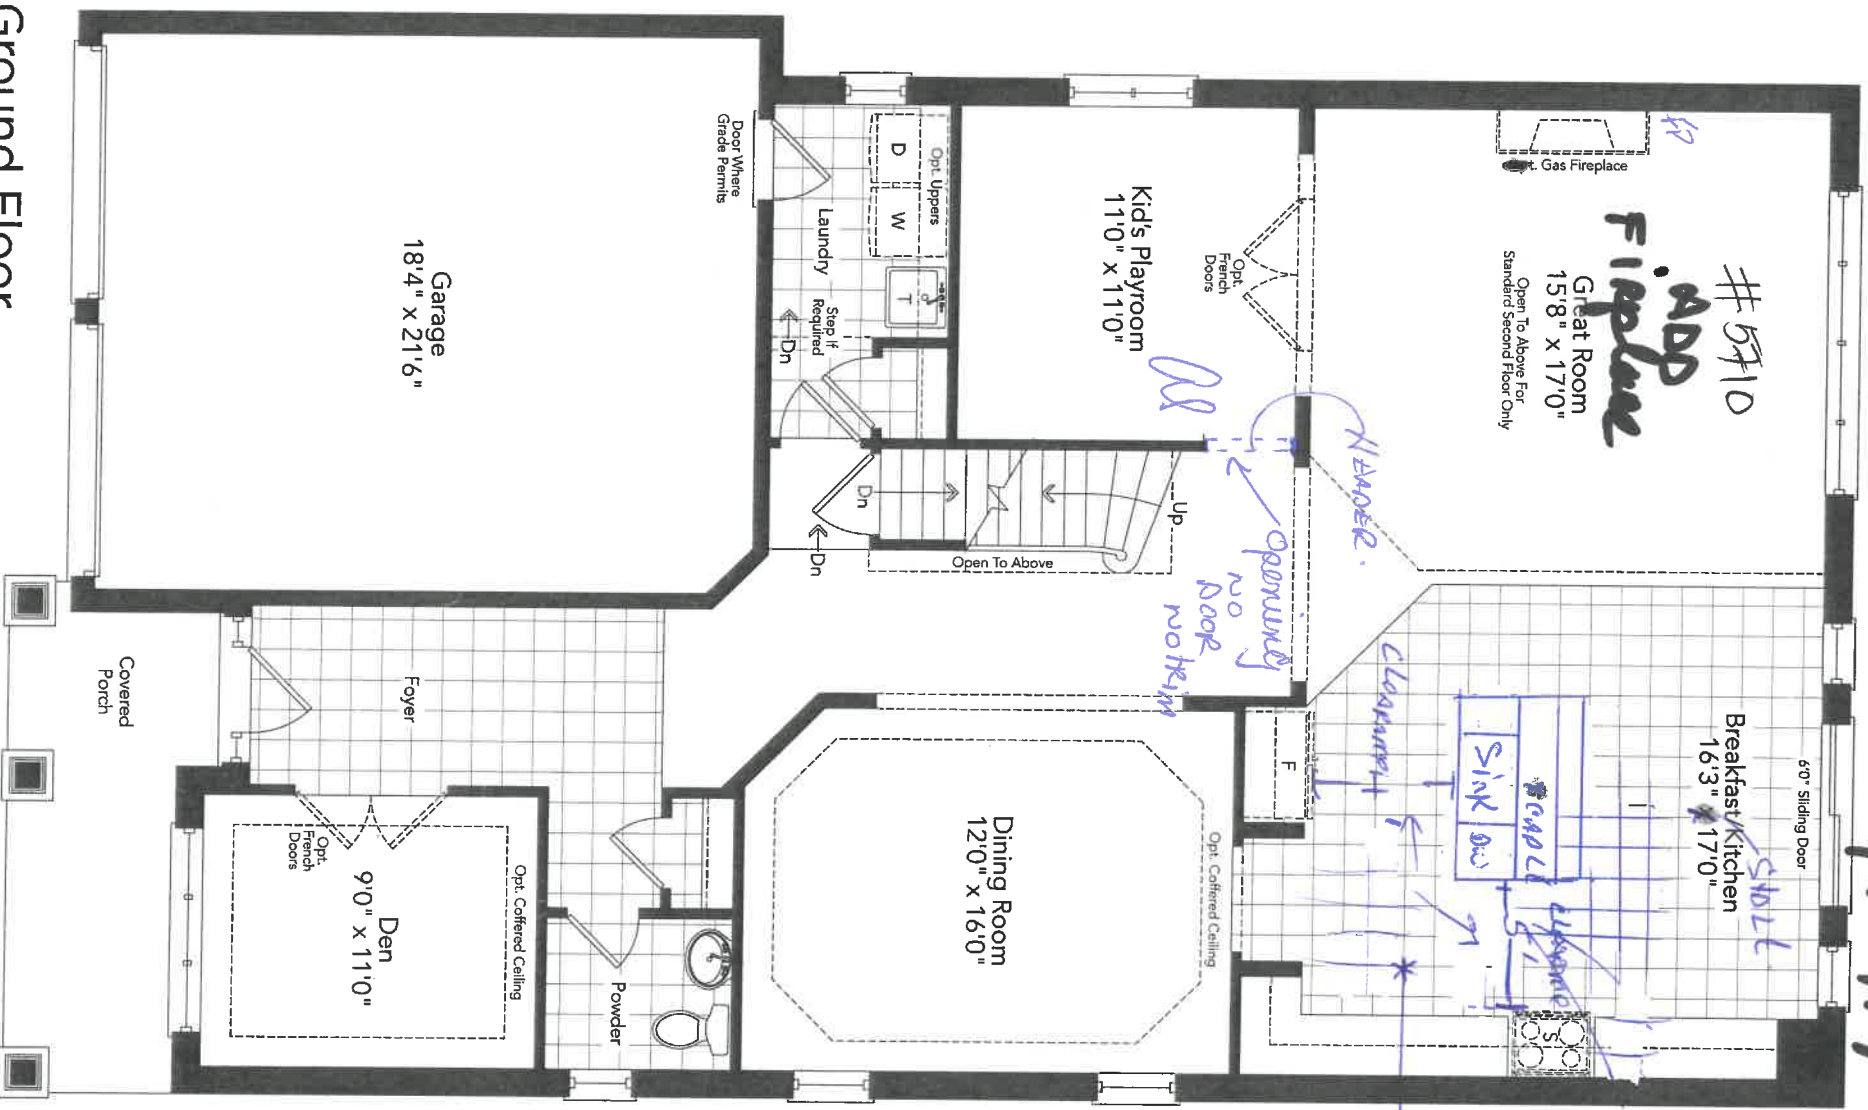 Ground Floor
#5710
ADD
Fireplace
FP
Opt. Gas Fireplace
Great Room
15'8" x 17'0"
Open To Above For
Standard Second Floor Only
6'0" Sliding Door
Breakfast/Kitchen
16'3" x 17'0"
Sink
DW
F
S
HEADER.
Opening
NO
DOOR
NO TRIM
Kid's Playroom
11'0" x 11'0"
Opt.
French
Doors
Opt. Uppers
D
W
T
Laundry
Step If
Required
Dn
Door Where
Grade Permits
Up
Dn
Dn
Open To Above
Garage
18'4" x 21'6"
Opt. Coffered Ceiling
Dining Room
12'0" x 16'0"
Foyer
Covered
Porch
Opt.
French
Doors
Opt. Coffered Ceiling
Den
9'0" x 11'0"
Powder